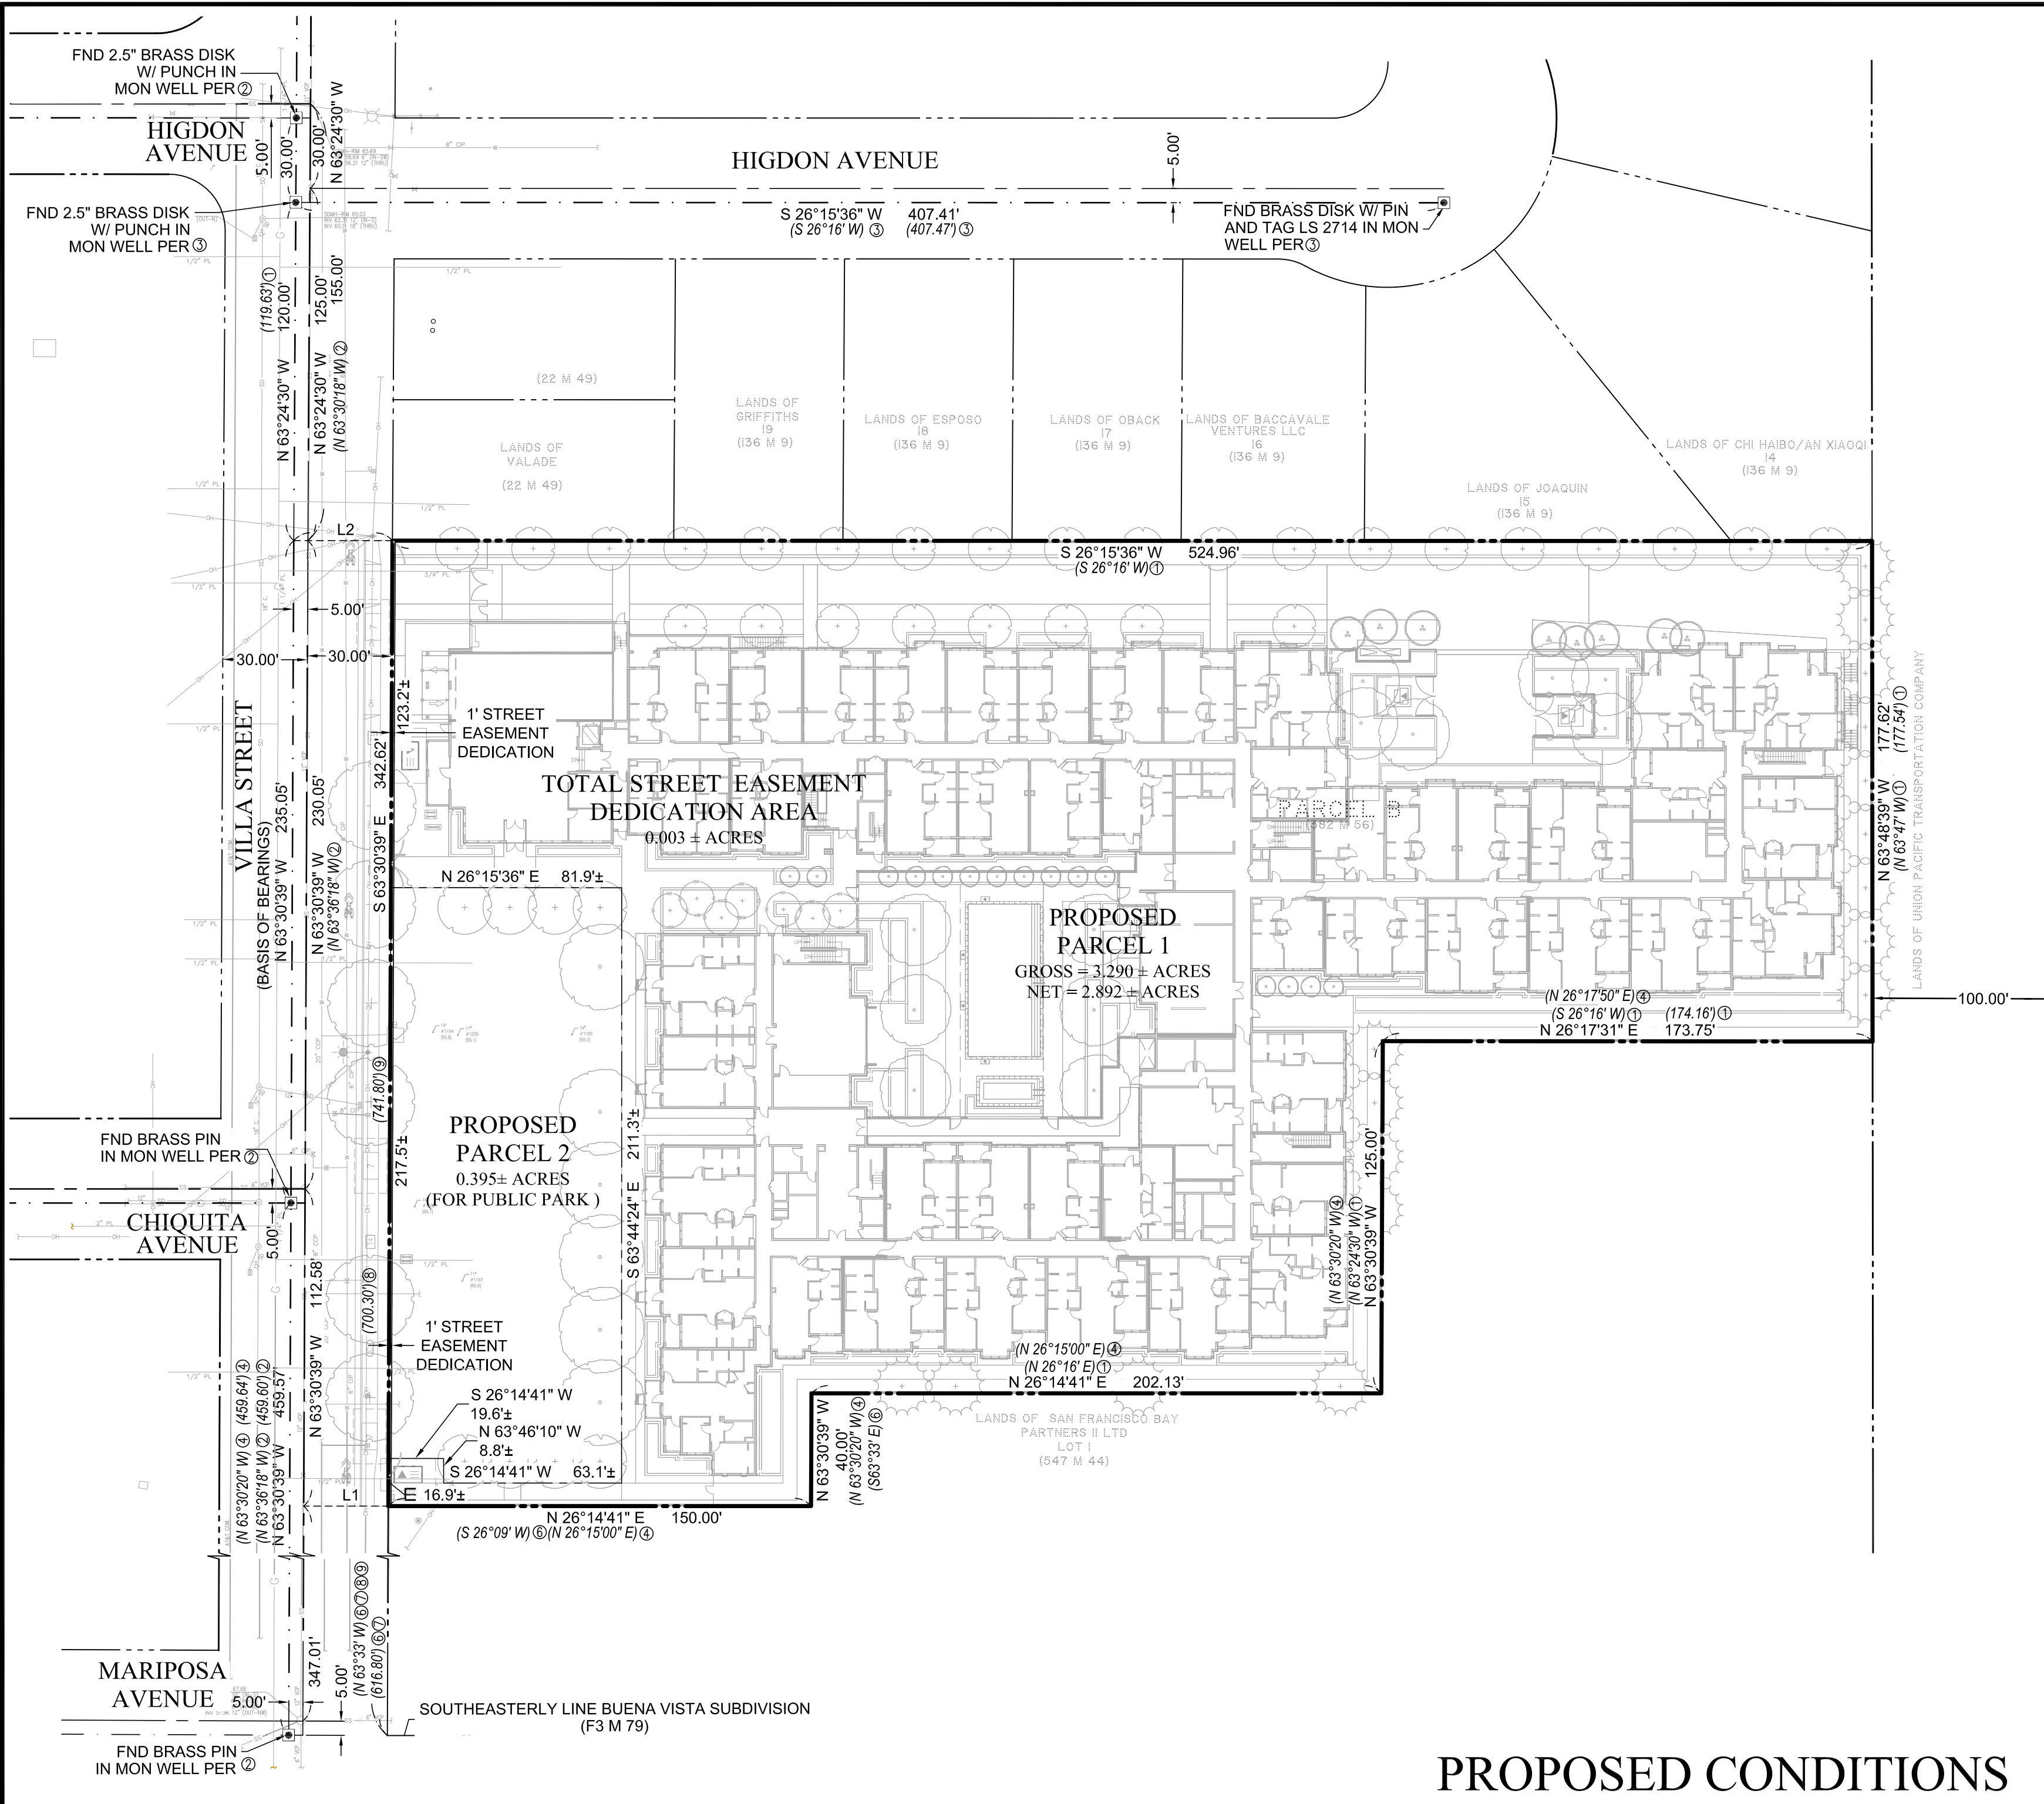 FND 2.5" BRASS DISK
W/ PUNCH IN
MON WELL PER ②
HIGDON
AVENUE
5.00'
30.00'
30.00'
N 63°24'30" W
HIGDON AVENUE
5.00'
FND 2.5" BRASS DISK
W/ PUNCH IN
MON WELL PER ③
S 26°15'36" W 407.41'
(S 26°16' W) ③ (407.47') ③
FND BRASS DISK W/ PIN
AND TAG LS 2714 IN MON
WELL PER ③
(119.63') ①
N 63°24'30" W 120.00'
N 63°24'30" W 125.00'
155.00'
(N 63°30'18" W) ②
(22 M 49)
LANDS OF
VALADE
(22 M 49)
LANDS OF
GRIFFITHS
19
(136 M 9)
LANDS OF ESPOSO
18
(136 M 9)
LANDS OF OBACK
17
(136 M 9)
LANDS OF BACCAVALE
VENTURES LLC
16
(136 M 9)
LANDS OF JOAQUIN
15
(136 M 9)
LANDS OF CHI HAIBO/AN XIAOQI
14
(136 M 9)
L2
S 26°15'36" W 524.96'
(S 26°16' W) ①
5.00'
30.00'
30.00'
VILLA STREET
(BASIS OF BEARINGS)
N 63°30'39" W 235.05'
N 63°30'39" W 230.05'
(N 63°36'18" W) ②
S 63°30'39" E 342.62'
123.2'±
1' STREET
EASEMENT
DEDICATION
TOTAL STREET EASEMENT
DEDICATION AREA
0.003 ± ACRES
PARCEL B
(382 M 56)
N 63°48'39" W 177.62'
(N 63°47' W) ① (177.54') ①
LANDS OF UNION PACIFIC TRANSPORTATION COMPANY
N 26°15'36" E 81.9'±
PROPOSED
PARCEL 1
GROSS = 3.290 ± ACRES
NET = 2.892 ± ACRES
(N 26°17'50" E) ④
(S 26°16' W) ① (174.16') ①
N 26°17'31" E 173.75'
100.00'
(741.80') ⑨
217.5'±
PROPOSED
PARCEL 2
0.395± ACRES
(FOR PUBLIC PARK )
S 63°44'24" E 211.3'±
FND BRASS PIN
IN MON WELL PER ②
CHIQUITA
AVENUE
5.00'
(N 63°30'20" W) ④
(N 63°24'30" W) ①
N 63°30'39" W 125.00'
N 63°30'39" W 112.58'
(700.30') ⑧
1' STREET
EASEMENT
DEDICATION
(N 26°15'00" E) ④
(N 26°16' E) ①
N 26°14'41" E 202.13'
(N 63°30'20" W) ④ (459.64') ④
(N 63°36'18" W) ② (459.60') ②
N 63°30'39" W 459.57'
S 26°14'41" W
19.6'±
N 63°46'10" W
8.8'±
S 26°14'41" W 63.1'±
N 63°30'39" W
40.00'
(N 63°30'20" W) ④
(S63°33' E) ⑥
LANDS OF SAN FRANCISCO BAY
PARTNERS II LTD
LOT 1
(547 M 44)
L1
E 16.9'±
N 26°14'41" E 150.00'
(S 26°09' W) ⑥ (N 26°15'00" E) ④
(N 63°33' W) ⑥⑦⑧⑨
(616.80') ⑥⑦
347.01'
MARIPOSA
AVENUE
5.00'
5.00'
SOUTHEASTERLY LINE BUENA VISTA SUBDIVISION
(F3 M 79)
FND BRASS PIN
IN MON WELL PER ②
PROPOSED CONDITIONS